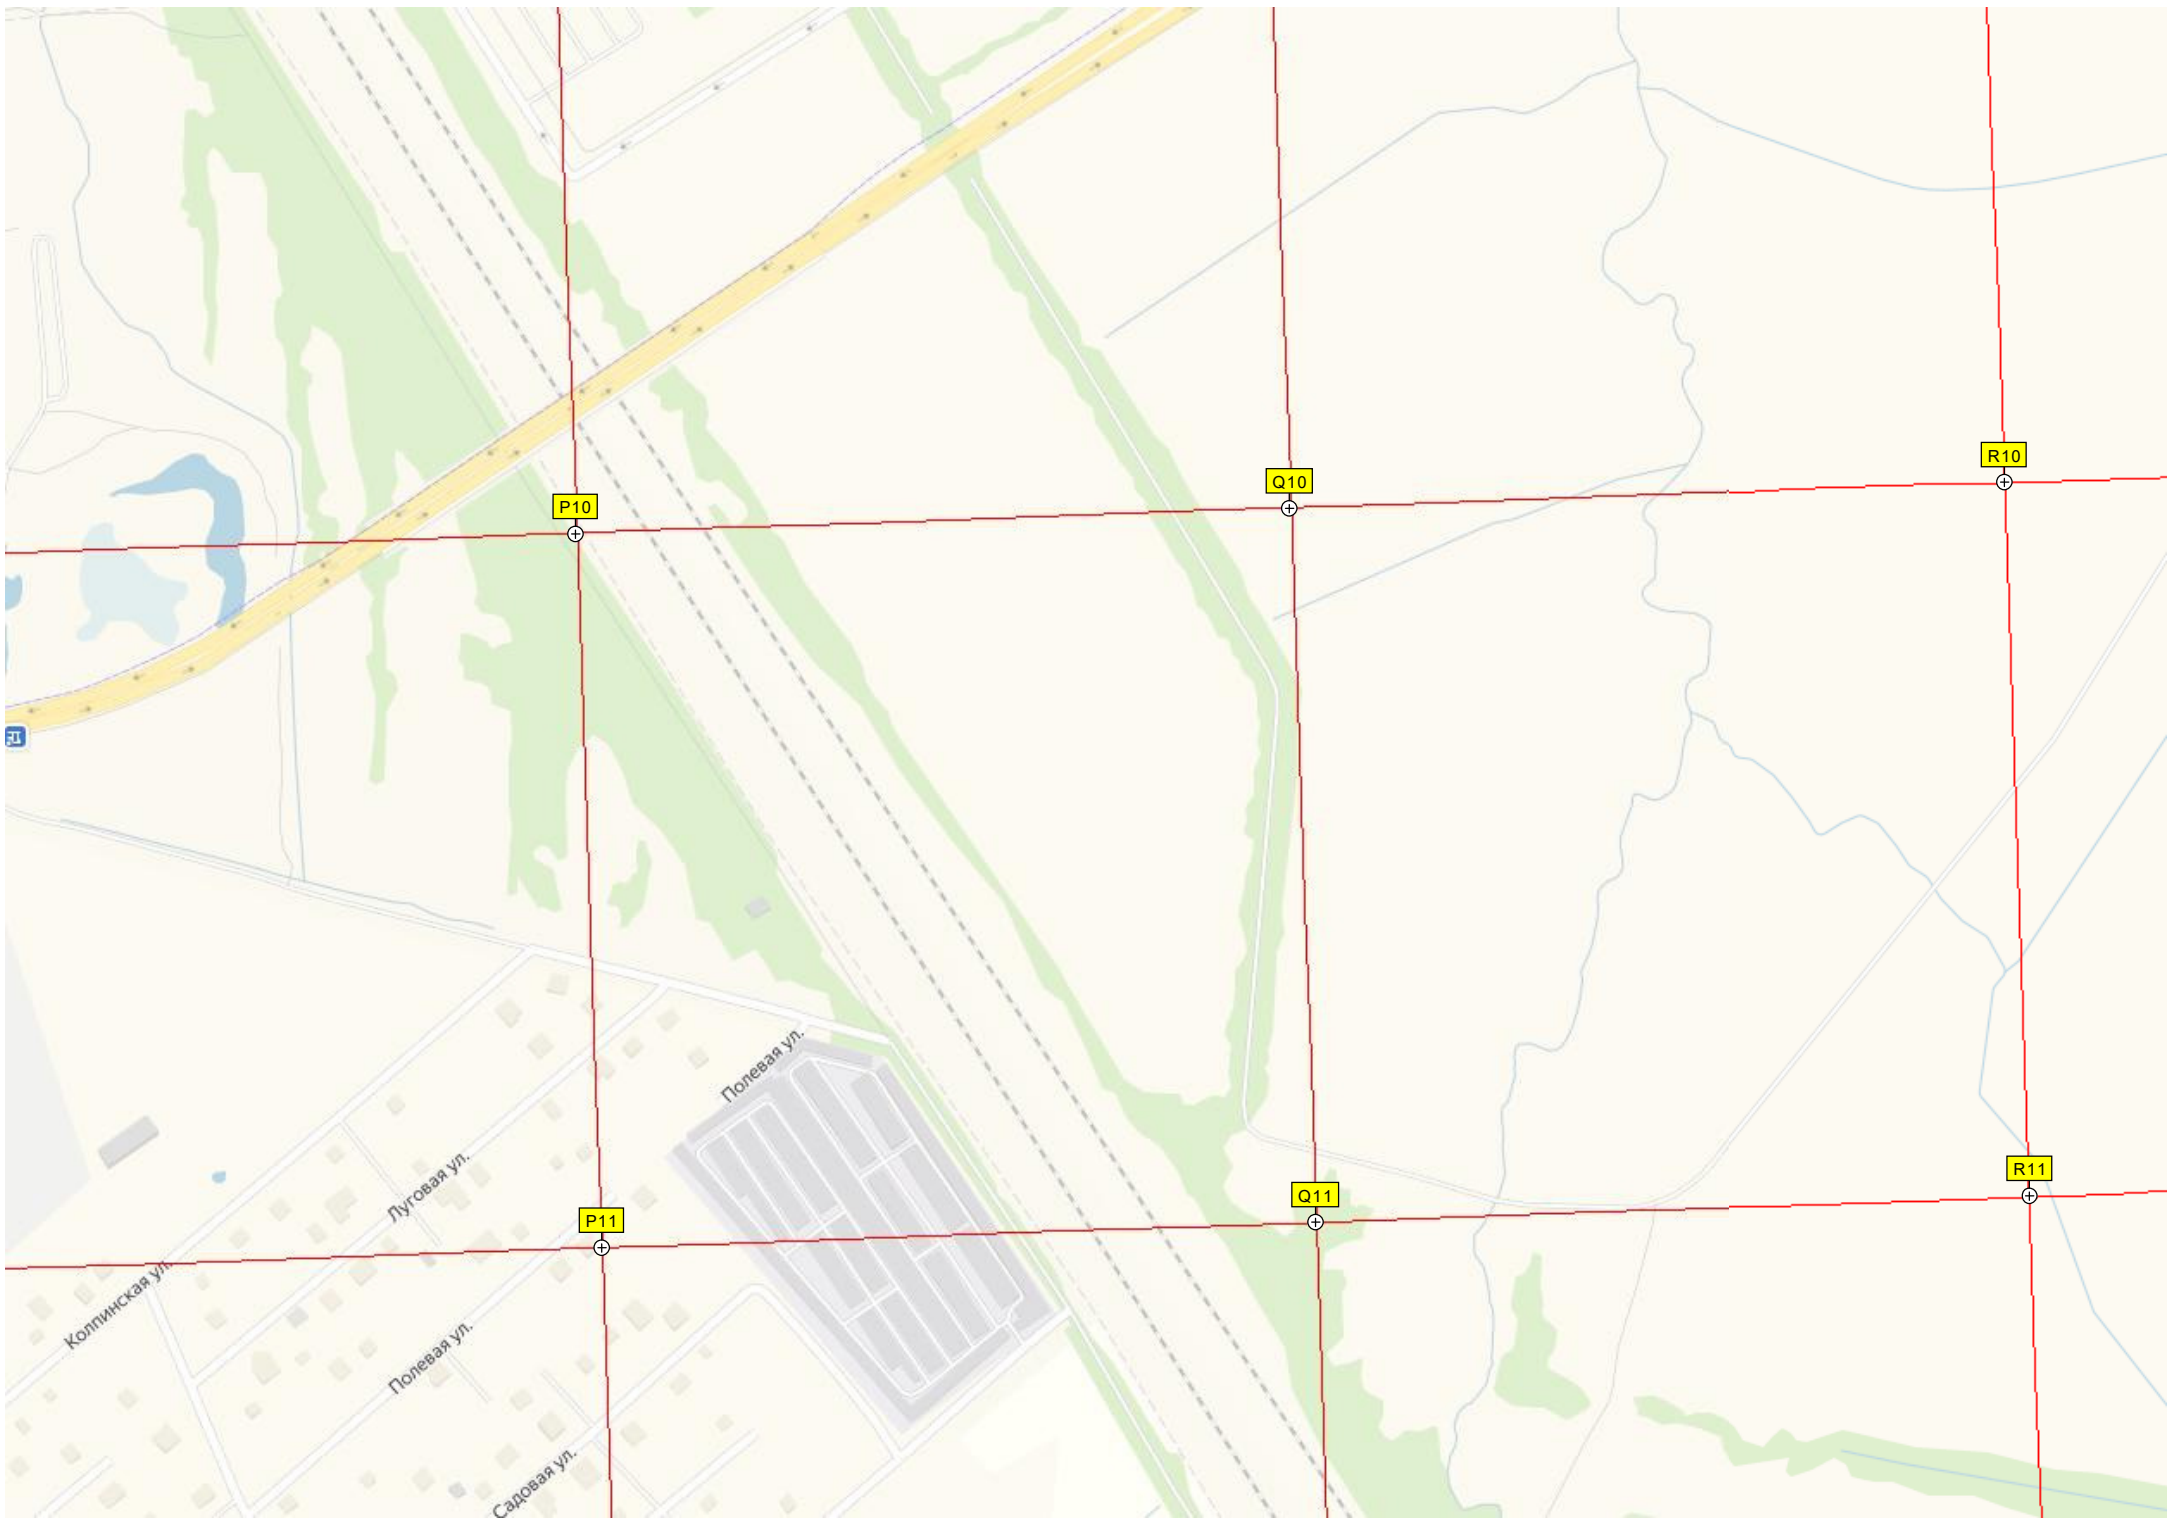 R10
Q10
P10
Полевая ул.
Луговая ул.
R11
Q11
P11
Колпинская ул.
Полевая ул.
Садовая ул.